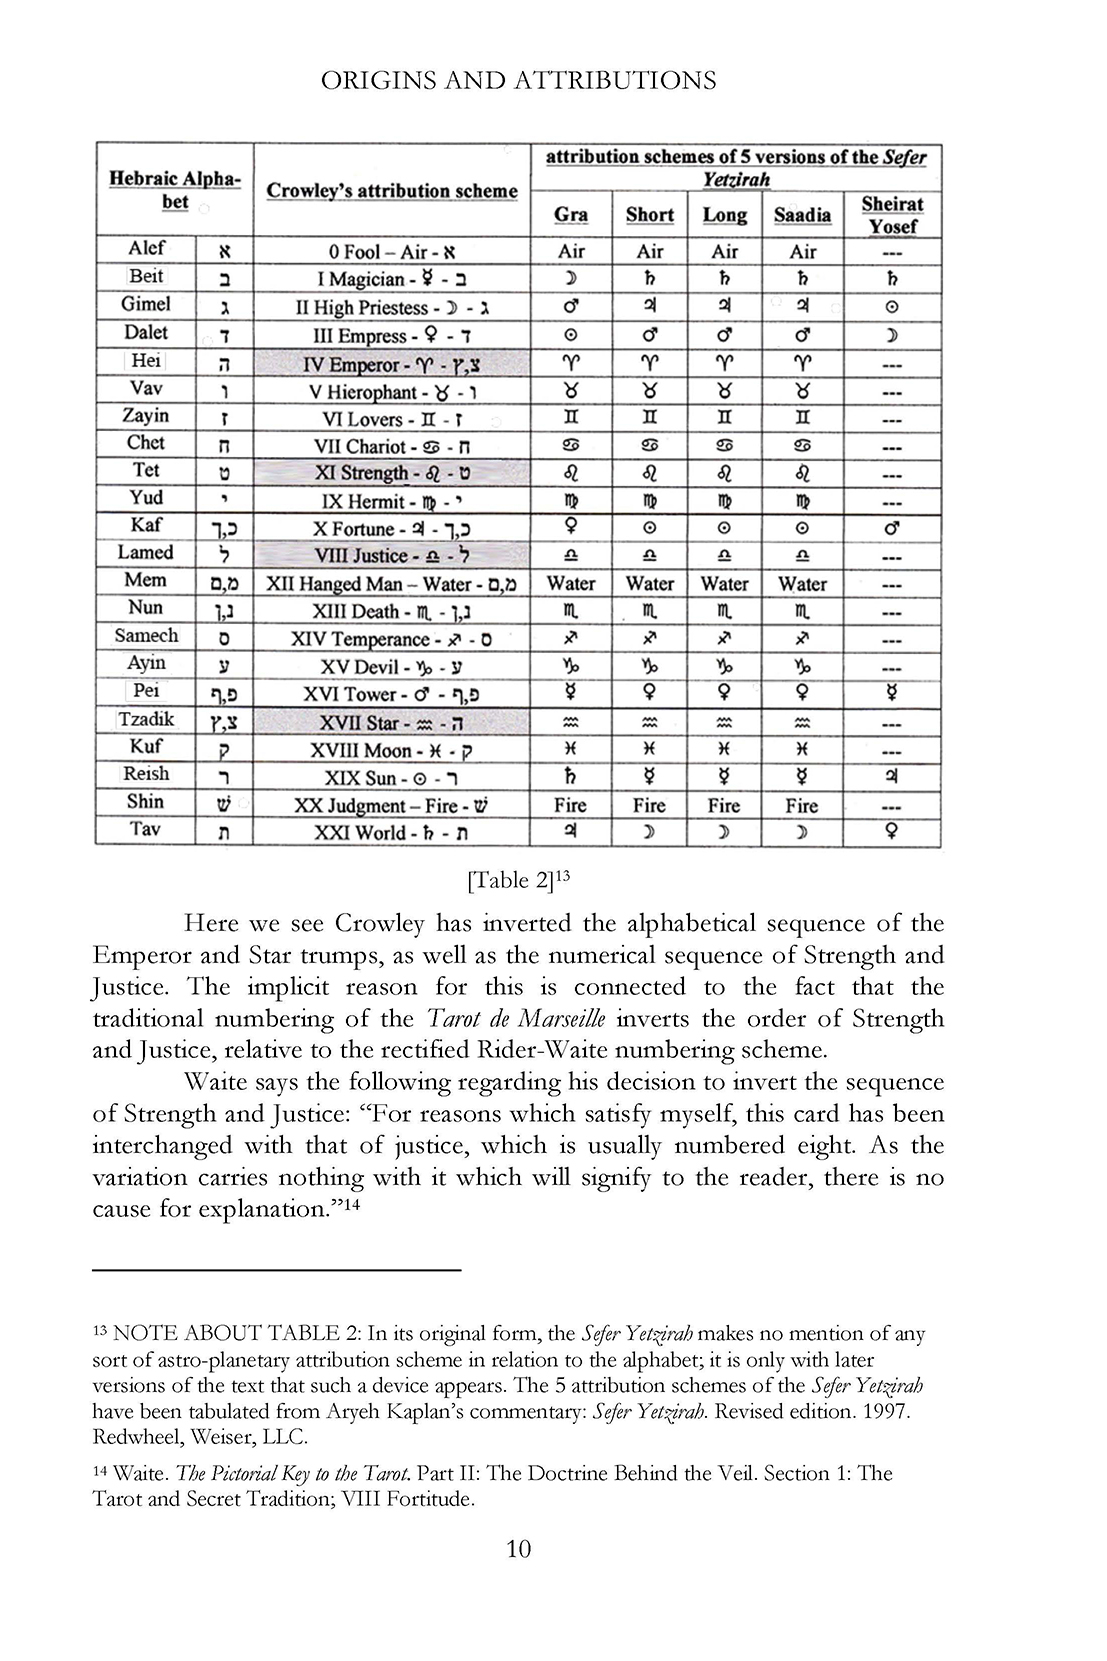 ORIGINS AND ATTRIBUTIONS
Hebraic Alpha-
bet
Crowley's attribution scheme
attribution schemes of 5 versions of the Sefer
Yetzirah
Gra Short Long Saadia Sheirat
Yosef
Alef א 0 Fool – Air - א Air Air Air Air ---
Beit ב I Magician - ☿ - ב ☽ ♄ ♄ ♄ ♄
Gimel ג II High Priestess - ☽ - ג ♂ ♃ ♃ ♃ ☉
Dalet ד III Empress - ♀ - ד ☉ ♂ ♂ ♂ ☽
Hei ה IV Emperor - ♈ - צ,ץ ♈ ♈ ♈ ♈ ---
Vav ו V Hierophant - ♉ - ו ♉ ♉ ♉ ♉ ---
Zayin ז VI Lovers - ♊ - ז ♊ ♊ ♊ ♊ ---
Chet ח VII Chariot - ♋ - ח ♋ ♋ ♋ ♋ ---
Tet ט XI Strength - ♌ - ט ♌ ♌ ♌ ♌ ---
Yud י IX Hermit - ♍ - י ♍ ♍ ♍ ♍ ---
Kaf כ,ך X Fortune - ♃ - כ,ך ♀ ☉ ☉ ☉ ♂
Lamed ל VIII Justice - ♎ - ל ♎ ♎ ♎ ♎ ---
Mem מ,ם XII Hanged Man – Water - מ,ם Water Water Water Water ---
Nun נ,ן XIII Death - ♏ - נ,ן ♏ ♏ ♏ ♏ ---
Samech ס XIV Temperance - ♐ - ס ♐ ♐ ♐ ♐ ---
Ayin ע XV Devil - ♑ - ע ♑ ♑ ♑ ♑ ---
Pei פ,ף XVI Tower - ♂ - פ,ף ☿ ♀ ♀ ♀ ☿
Tzadik צ,ץ XVII Star - ♒ - ה ♒ ♒ ♒ ♒ ---
Kuf ק XVIII Moon - ♓ - ק ♓ ♓ ♓ ♓ ---
Reish ר XIX Sun - ☉ - ר ♄ ☿ ☿ ☿ ♃
Shin שׁ XX Judgment – Fire - שׁ Fire Fire Fire Fire ---
Tav ת XXI World - ♄ - ת ♃ ☽ ☽ ☽ ♀
[Table 2]13
Here we see Crowley has inverted the alphabetical sequence of the
Emperor and Star trumps, as well as the numerical sequence of Strength and
Justice. The implicit reason for this is connected to the fact that the
traditional numbering of the Tarot de Marseille inverts the order of Strength
and Justice, relative to the rectified Rider-Waite numbering scheme.
Waite says the following regarding his decision to invert the sequence
of Strength and Justice: “For reasons which satisfy myself, this card has been
interchanged with that of justice, which is usually numbered eight. As the
variation carries nothing with it which will signify to the reader, there is no
cause for explanation.”14
13 NOTE ABOUT TABLE 2: In its original form, the Sefer Yetzirah makes no mention of any
sort of astro-planetary attribution scheme in relation to the alphabet; it is only with later
versions of the text that such a device appears. The 5 attribution schemes of the Sefer Yetzirah
have been tabulated from Aryeh Kaplan’s commentary: Sefer Yetzirah. Revised edition. 1997.
Redwheel, Weiser, LLC.
14 Waite. The Pictorial Key to the Tarot. Part II: The Doctrine Behind the Veil. Section 1: The
Tarot and Secret Tradition; VIII Fortitude.
10